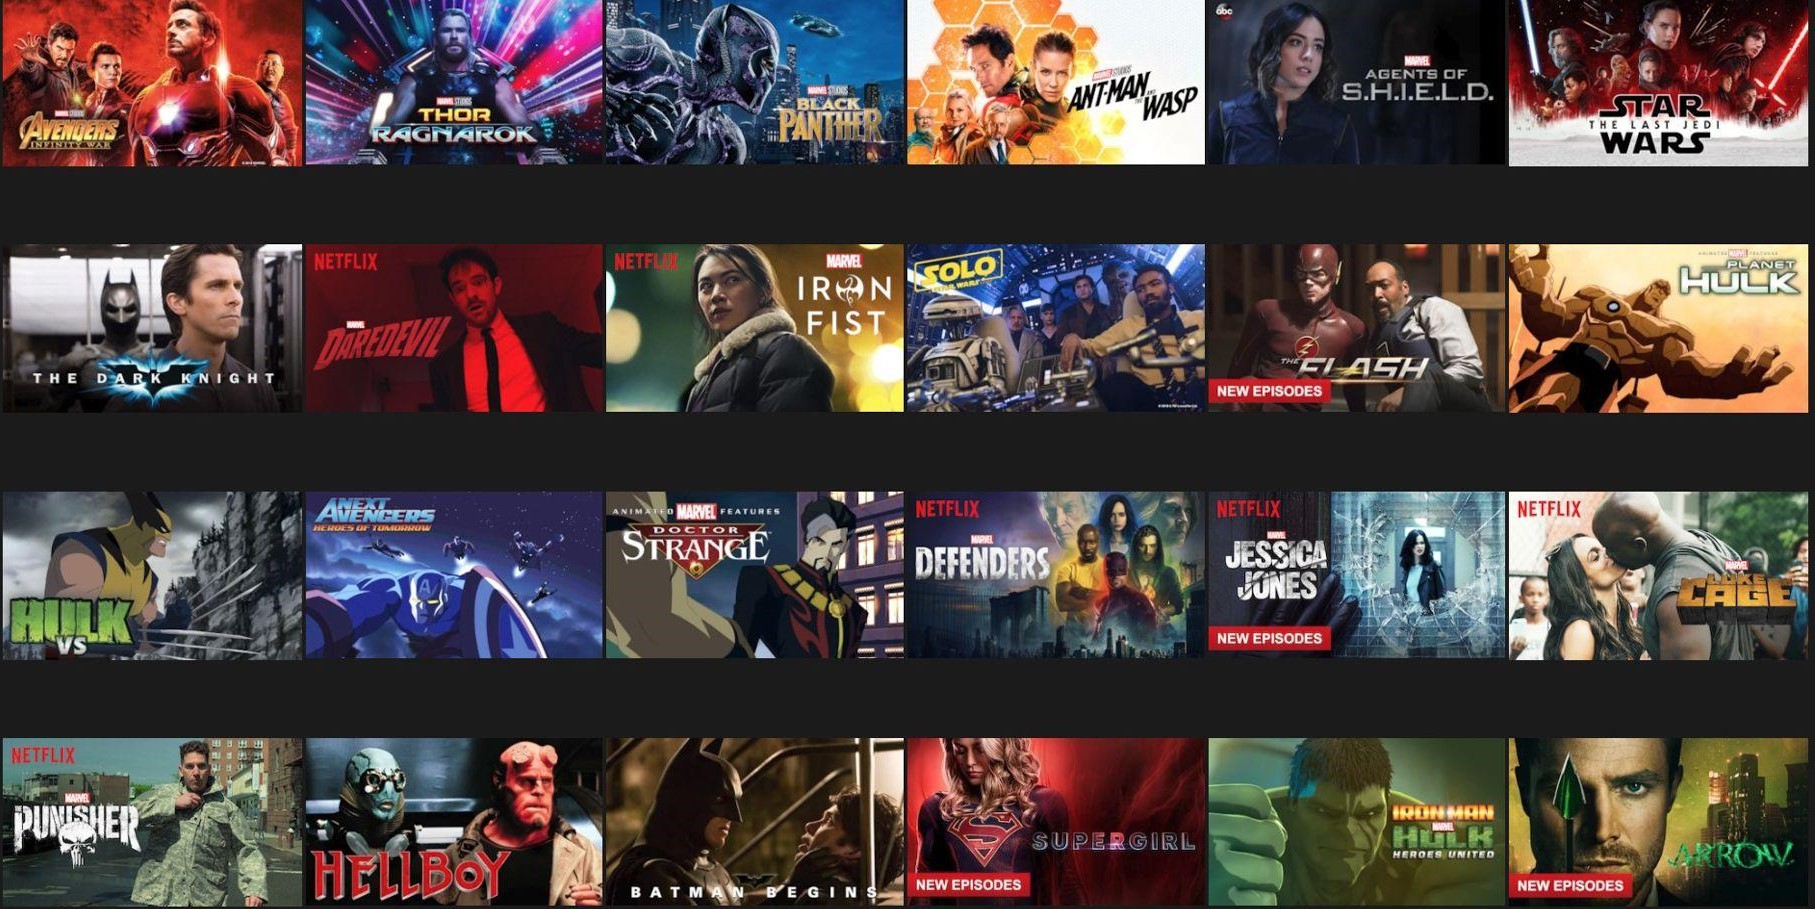 MARVEL STUDIOS
AVENGERS
INFINITY WAR
MARVEL STUDIOS
THOR
RAGNAROK
MARVEL STUDIOS
BLACK
PANTHER
MARVEL STUDIOS
ANT-MAN
AND THE
WASP
abc
MARVEL
AGENTS OF
S.H.I.E.L.D.
STAR
THE LAST JEDI
WARS
THE DARK KNIGHT
NETFLIX
MARVEL
DAREDEVIL
NETFLIX
MARVEL
IRON
FIST
SOLO
STAR WARS
THE FLASH
NEW EPISODES
ANIMATED MARVEL FEATURES
PLANET
HULK
HULK
VS
NEXT
AVENGERS
HEROES OF TOMORROW
ANIMATED MARVEL FEATURES
DOCTOR
STRANGE
NETFLIX
MARVEL
DEFENDERS
NETFLIX
MARVEL
JESSICA
JONES
NEW EPISODES
NETFLIX
MARVEL
LUKE
CAGE
NETFLIX
MARVEL
THE
PUNISHER
HELLBOY
BATMAN BEGINS
SUPERGIRL
NEW EPISODES
IRON MAN
MARVEL
HULK
HEROES UNITED
ARROW
NEW EPISODES